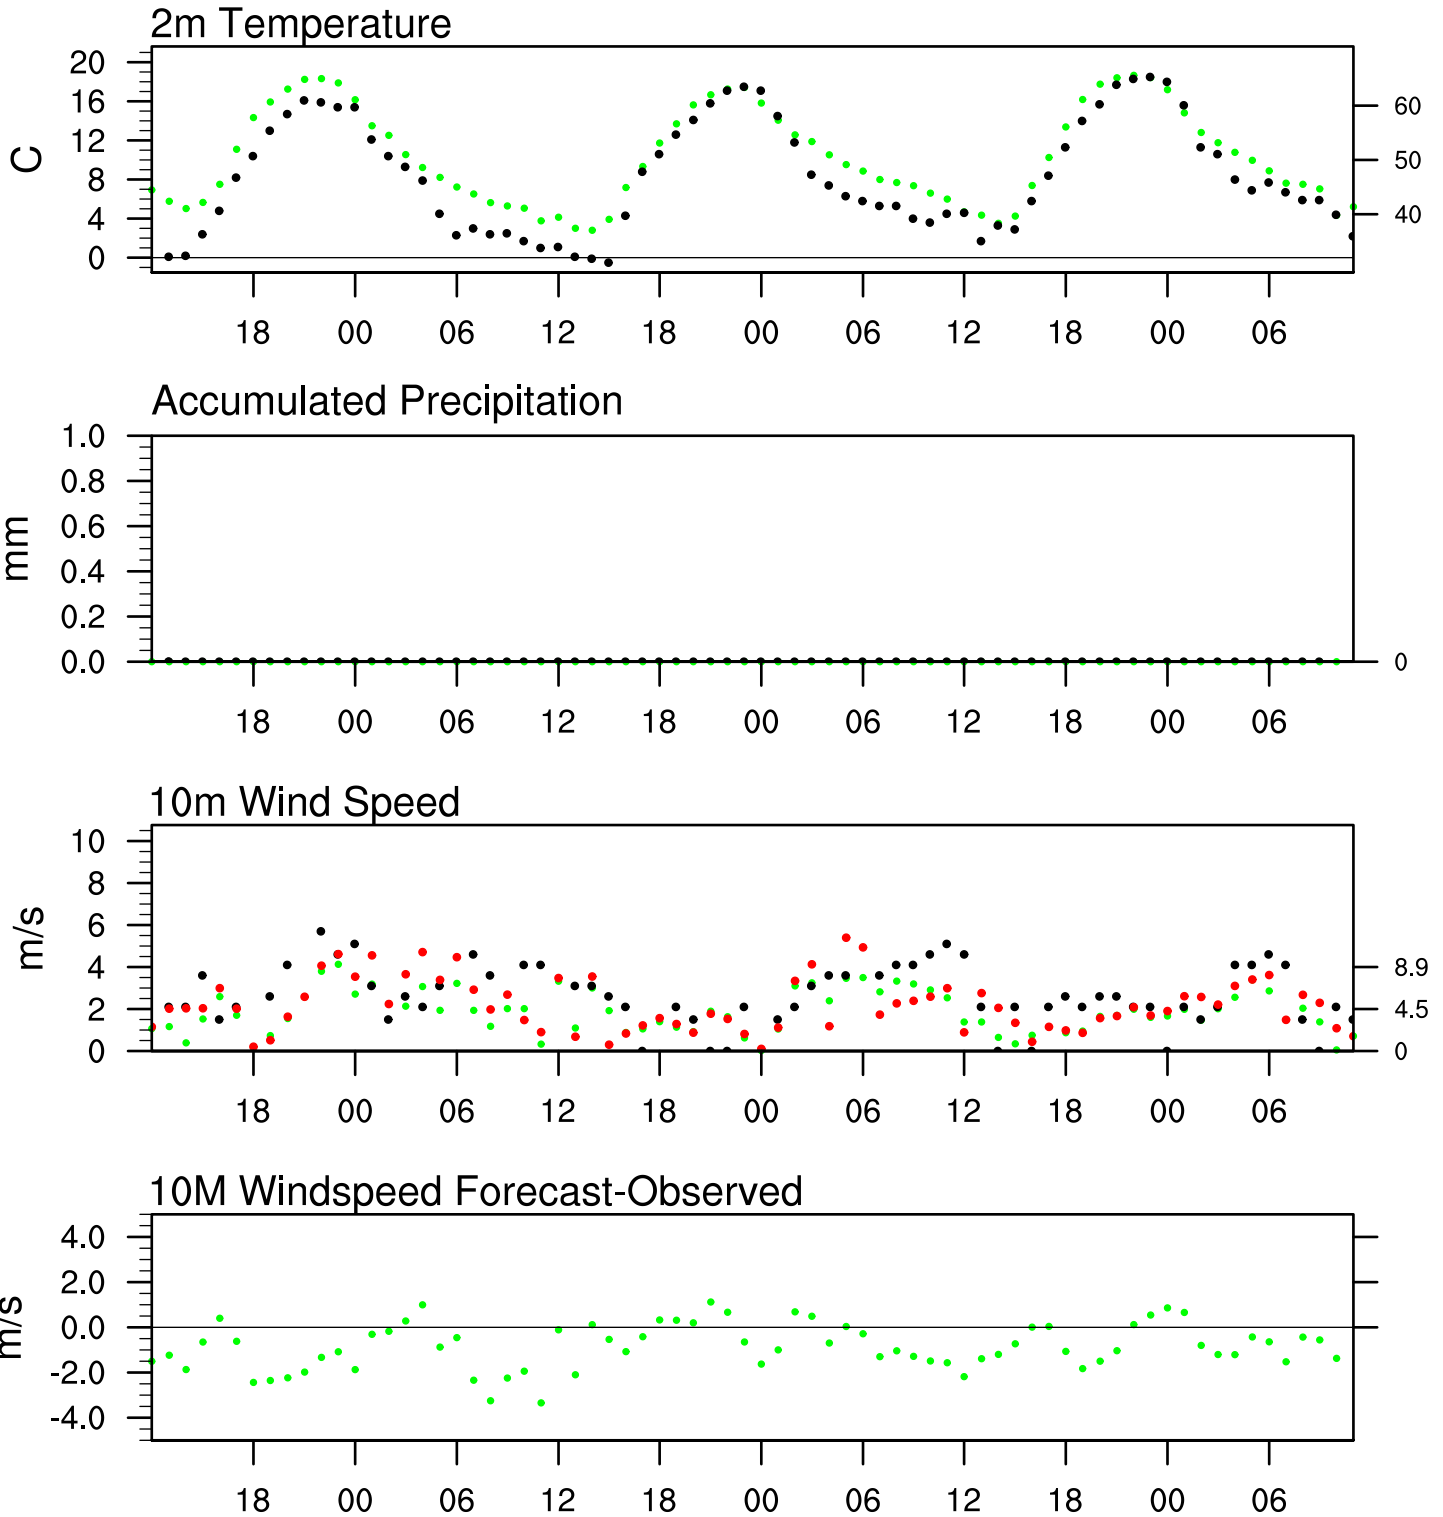 2m Temperature
20
16
12
8
4
0
C
60
50
40
18 00 06 12 18 00 06 12 18 00 06
Accumulated Precipitation
1.0
0.8
0.6
0.4
0.2
0.0
mm
0
18 00 06 12 18 00 06 12 18 00 06
10m Wind Speed
10
8
6
4
2
0
m/s
8.9
4.5
0
18 00 06 12 18 00 06 12 18 00 06
10M Windspeed Forecast-Observed
4.0
2.0
0.0
-2.0
-4.0
m/s
18 00 06 12 18 00 06 12 18 00 06